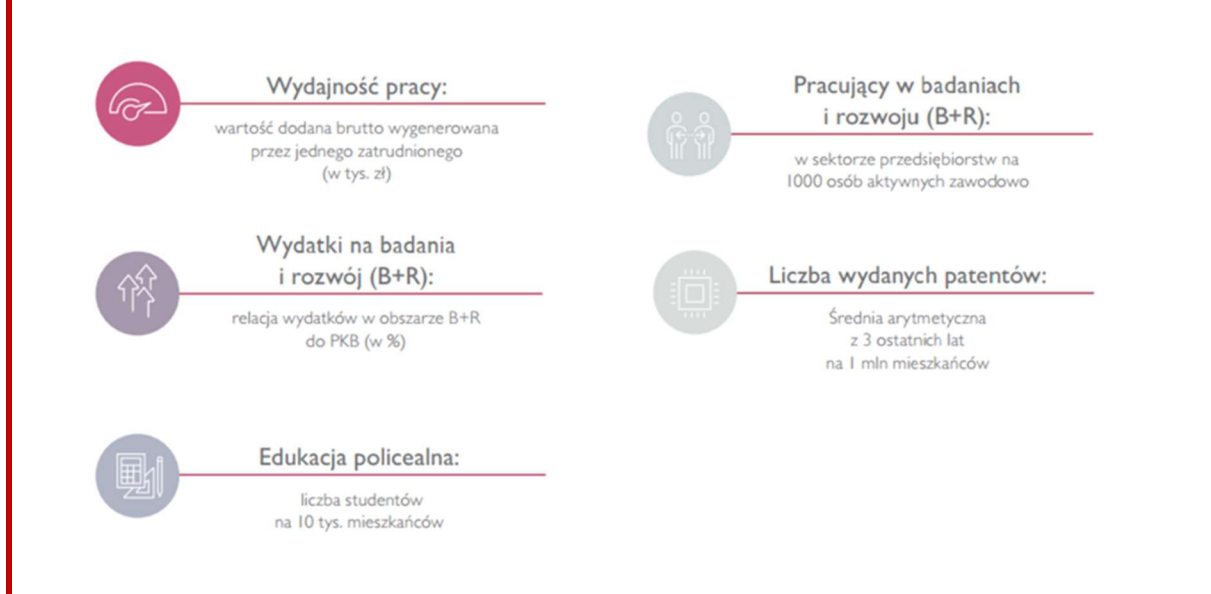 Wydajność pracy:
wartość dodana brutto wygenerowana
przez jednego zatrudnionego
(w tys. zł)
Wydatki na badania
i rozwój (B+R):
relacja wydatków w obszarze B+R
do PKB (w %)
Edukacja policealna:
liczba studentów
na 10 tys. mieszkańców
Pracujący w badaniach
i rozwoju (B+R):
w sektorze przedsiębiorstw na
1000 osób aktywnych zawodowo
Liczba wydanych patentów:
Średnia arytmetyczna
z 3 ostatnich lat
na 1 mln mieszkańców